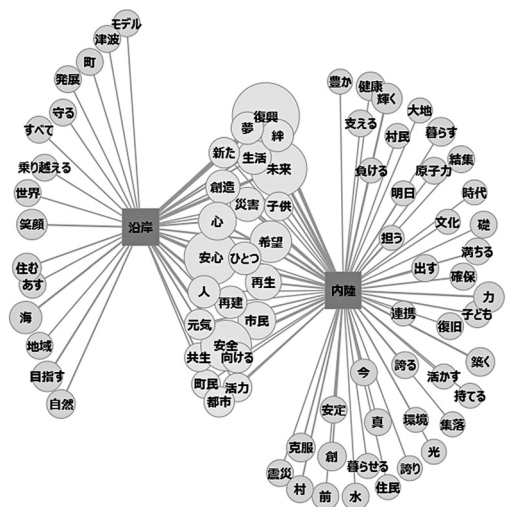 モデル
津波
町
発展
守る
すべて
乗り越える
世界
笑顔
住む
あす
海
地域
目指す
自然
沿岸
復興
夢
絆
新た
生活
未来
創造
災害
子供
心
希望
安心
ひとつ
人
再生
再建
元気
市民
安全
共生
向ける
町民
活力
都市
内陸
豊か
健康
輝く
支える
大地
村民
暮らす
負ける
原子力
結集
明日
時代
担う
文化
礎
満ちる
出す
確保
力
子ども
連携
復旧
築く
誇る
活かす
持てる
今
安定
真
環境
集落
光
克服
創
暮らせる
誇り
震災
村
前
水
住民